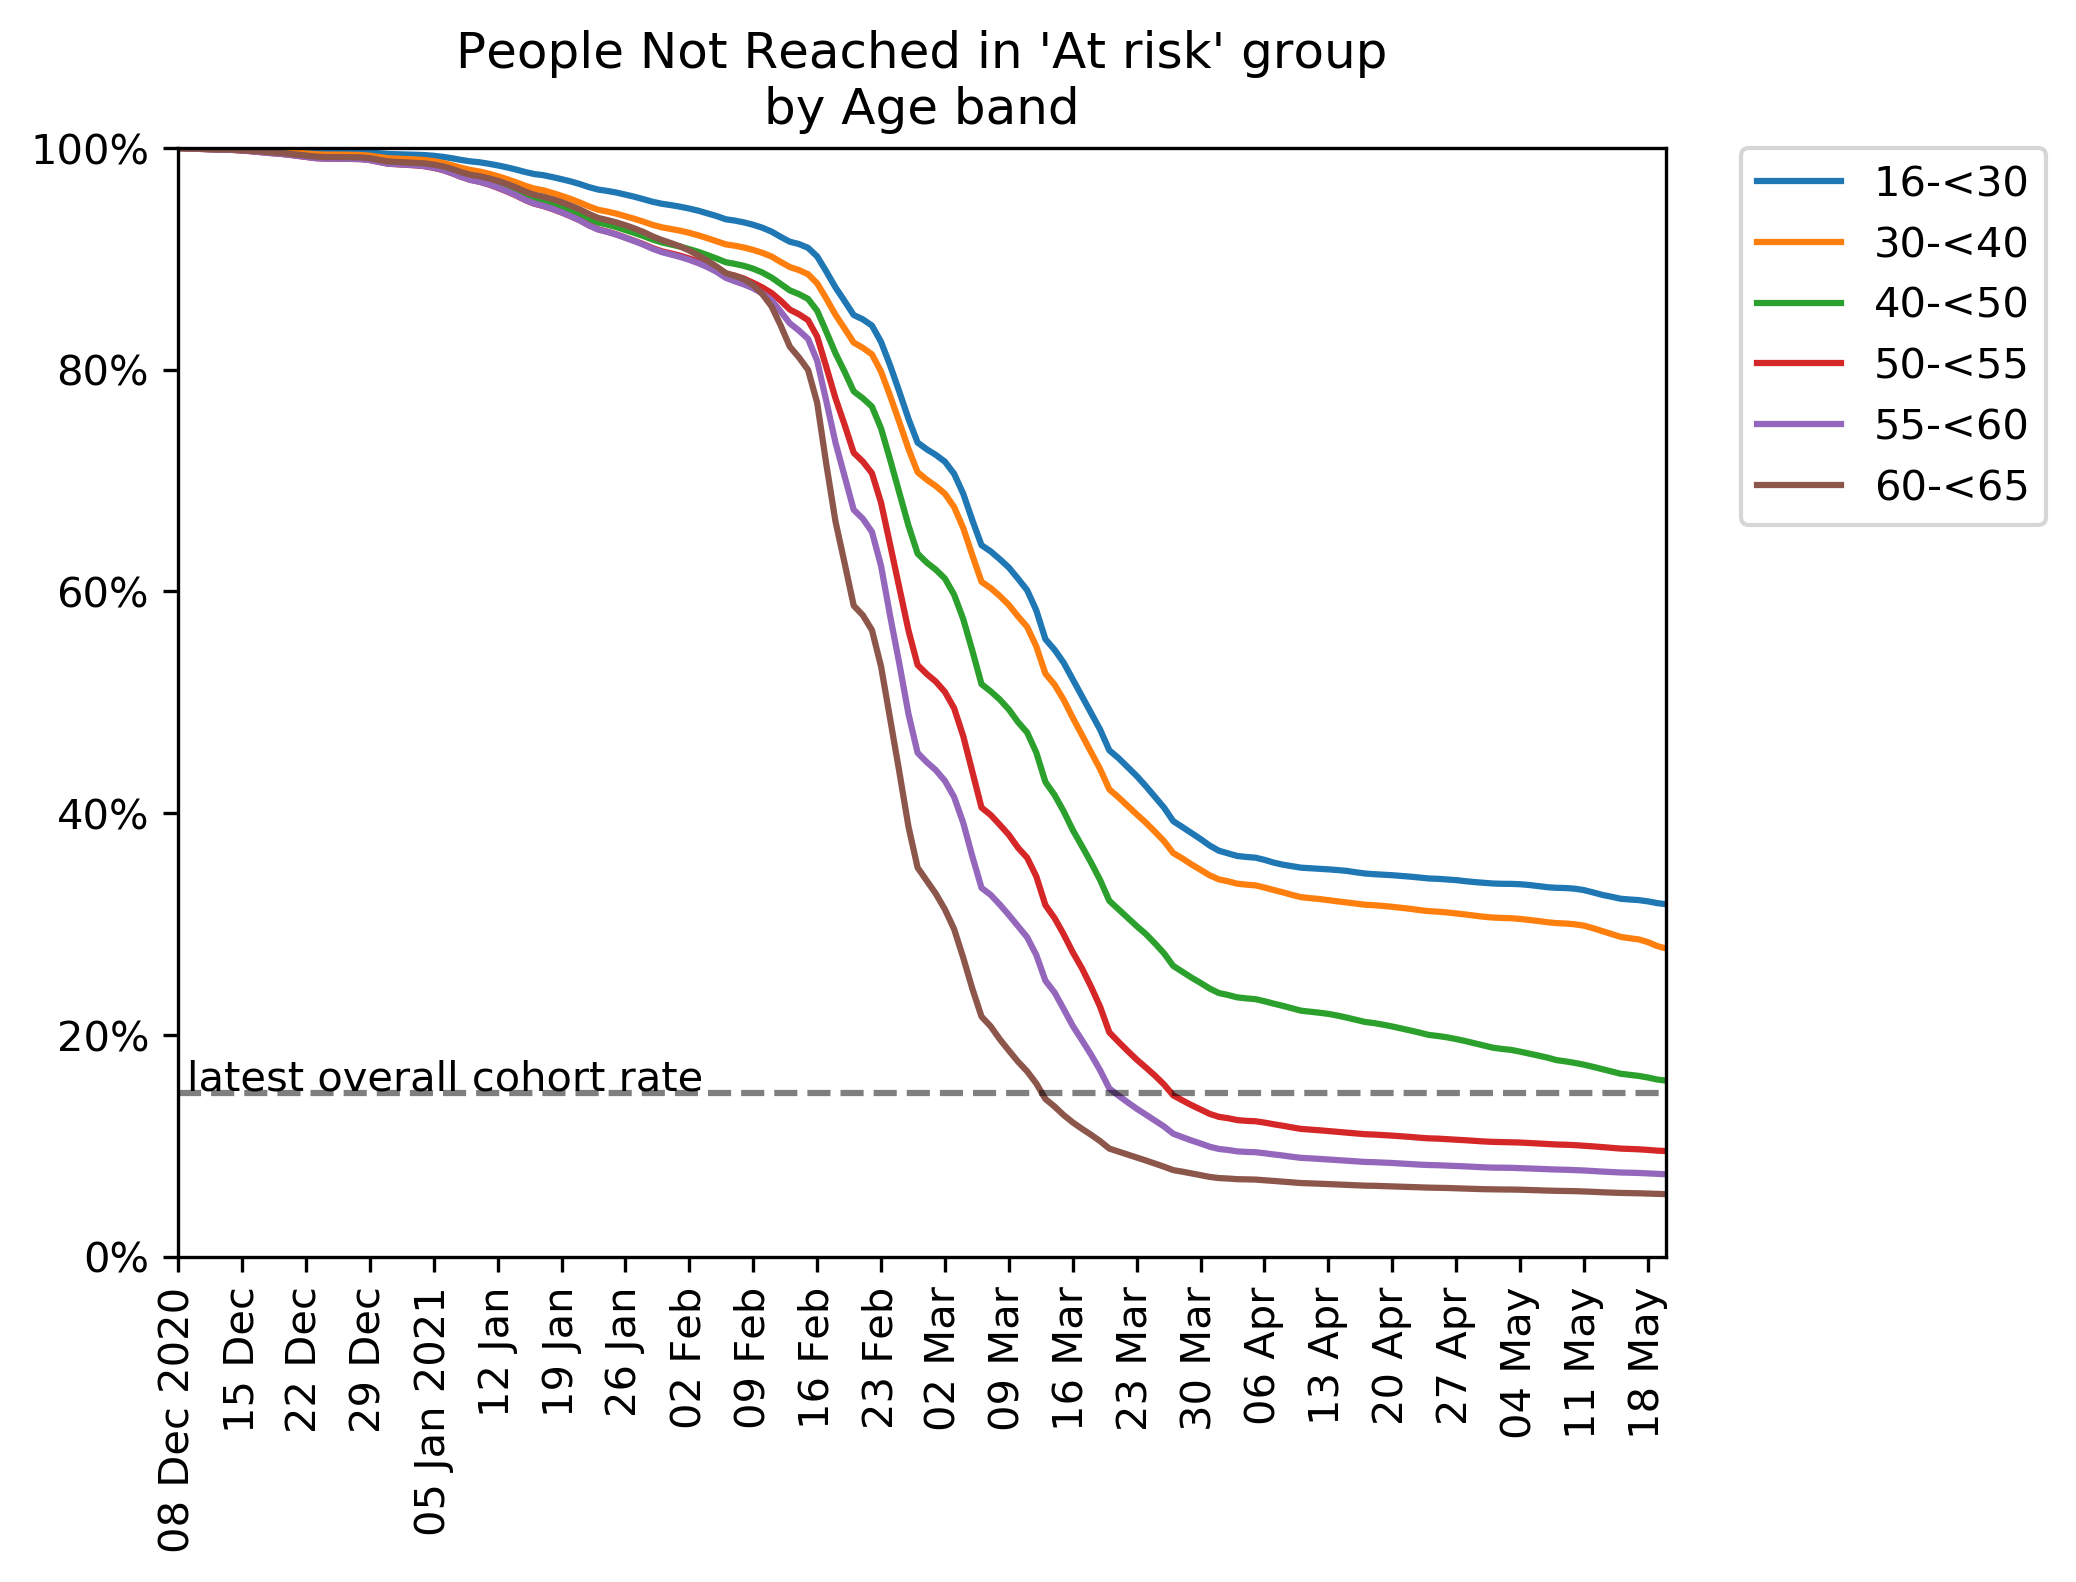 People Not Reached in 'At risk' group
by Age band
100%
80%
60%
40%
20%
0%
latest overall cohort rate
08 Dec 2020
15 Dec
22 Dec
29 Dec
05 Jan 2021
12 Jan
19 Jan
26 Jan
02 Feb
09 Feb
16 Feb
23 Feb
02 Mar
09 Mar
16 Mar
23 Mar
30 Mar
06 Apr
13 Apr
20 Apr
27 Apr
04 May
11 May
18 May
16-<30
30-<40
40-<50
50-<55
55-<60
60-<65